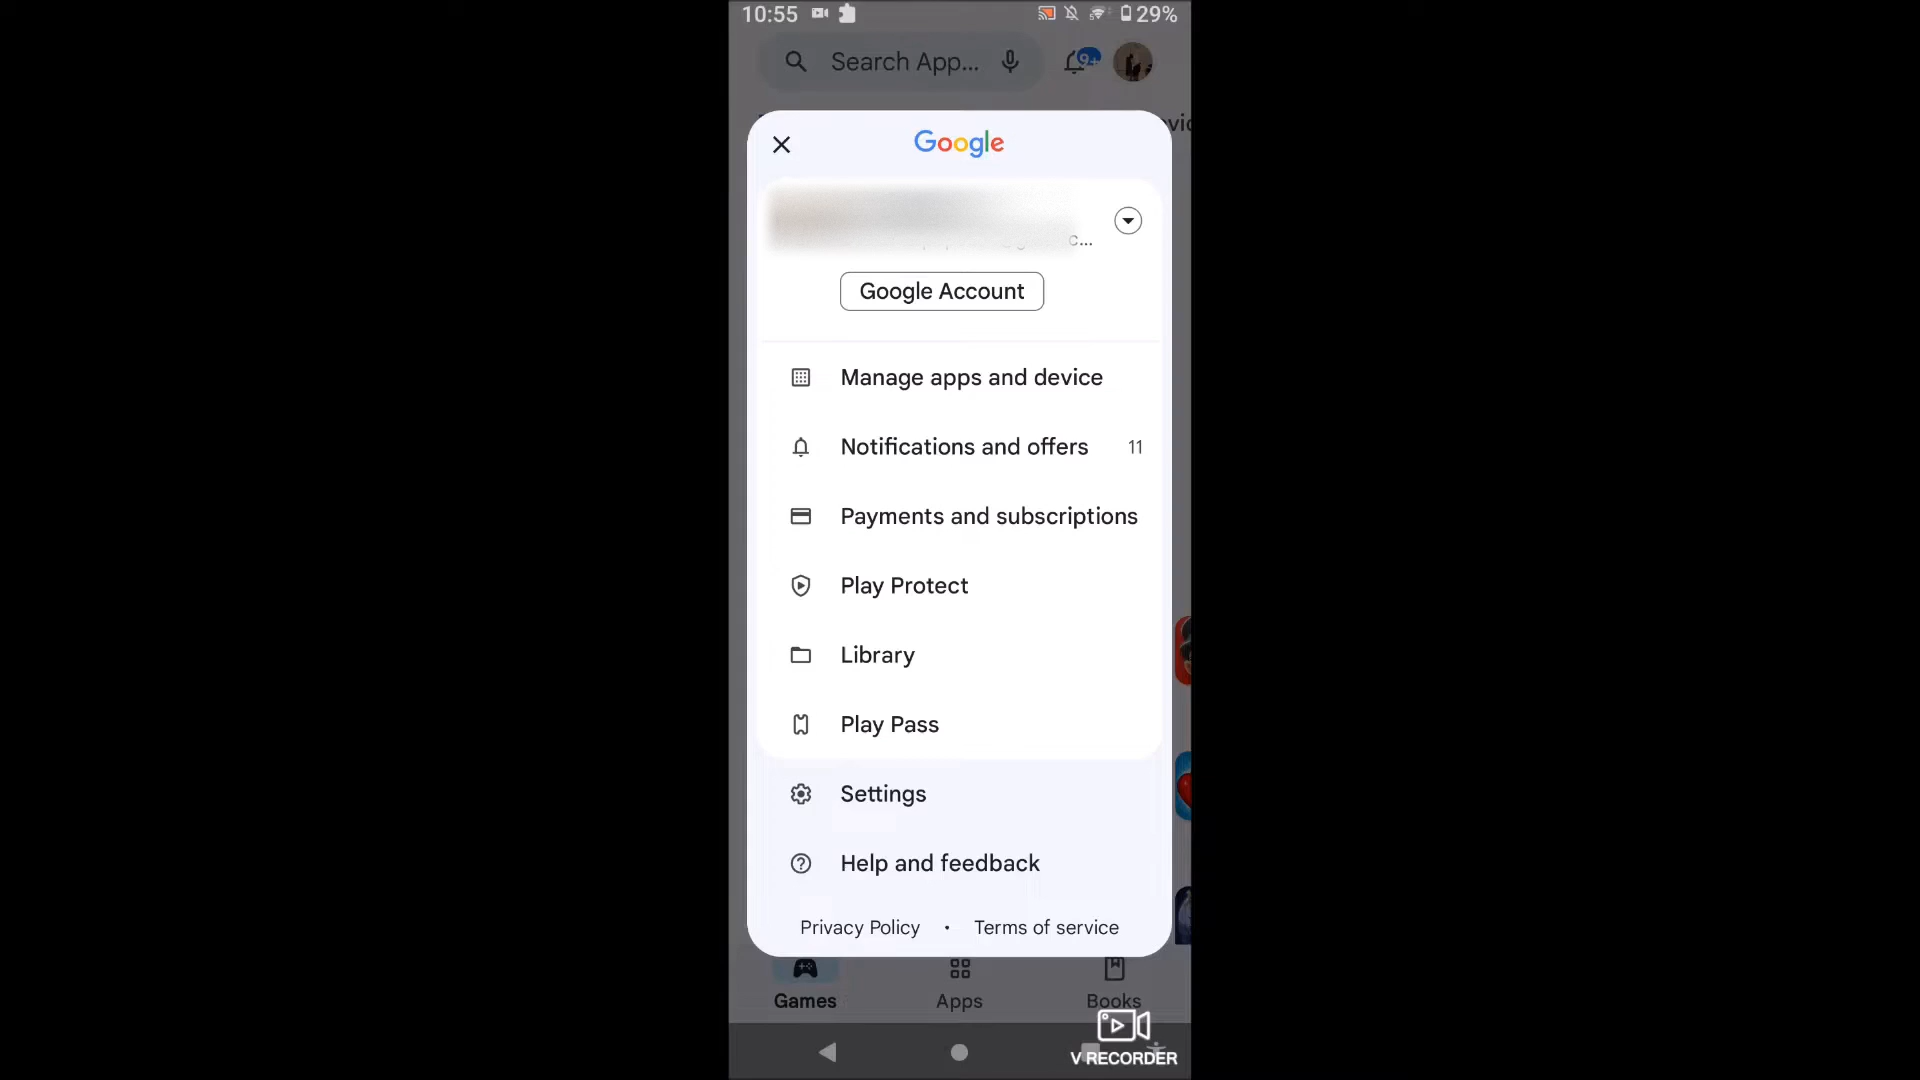 10:55
29%
Search App...
9+
Google
c...
Google Account
Manage apps and device
Notifications and offers 11
Payments and subscriptions
Play Protect
Library
Play Pass
Settings
Help and feedback
Privacy Policy • Terms of service
Games Apps Books
V RECORDER